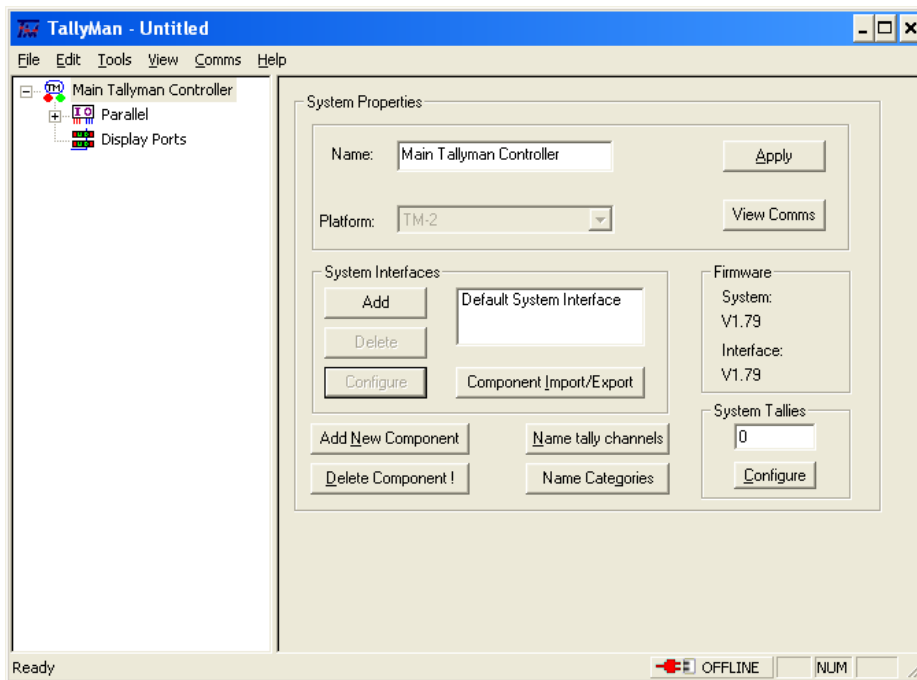 TallyMan - Untitled
File Edit Tools View Comms Help
Main Tallyman Controller
Parallel
Display Ports
System Properties
Name: Main Tallyman Controller Apply
Platform: TM-2 View Comms
System Interfaces
Add Default System Interface
Delete
Configure Component Import/Export
Firmware
System:
V1.79
Interface:
V1.79
Add New Component Name tally channels
Delete Component ! Name Categories
System Tallies
0
Configure
Ready OFFLINE NUM